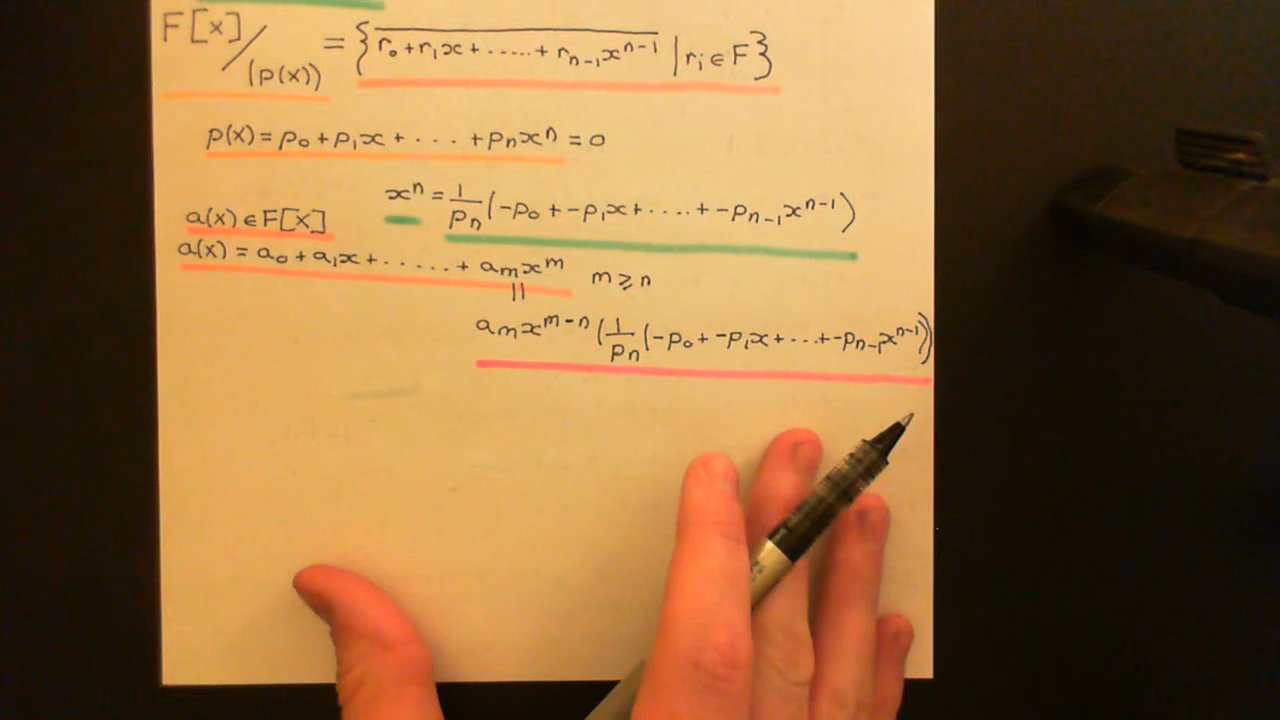 F[x]/(p(x)) = { r₀+r₁x+.....+ rₙ₋₁xⁿ⁻¹ | rᵢ ∈ F }
p(x) = p₀+p₁x + .... +pₙxⁿ = 0
xⁿ = 1/pₙ (-p₀ + -p₁x+....+ -pₙ₋₁xⁿ⁻¹)
a(x) ∈ F[x]
a(x) = a₀+a₁x+......+ aₘxᵐ m ≥ n
||
aₘxᵐ⁻ⁿ (1/pₙ (-p₀+ -p₁x+...+-pₙ₋₁xⁿ⁻¹))